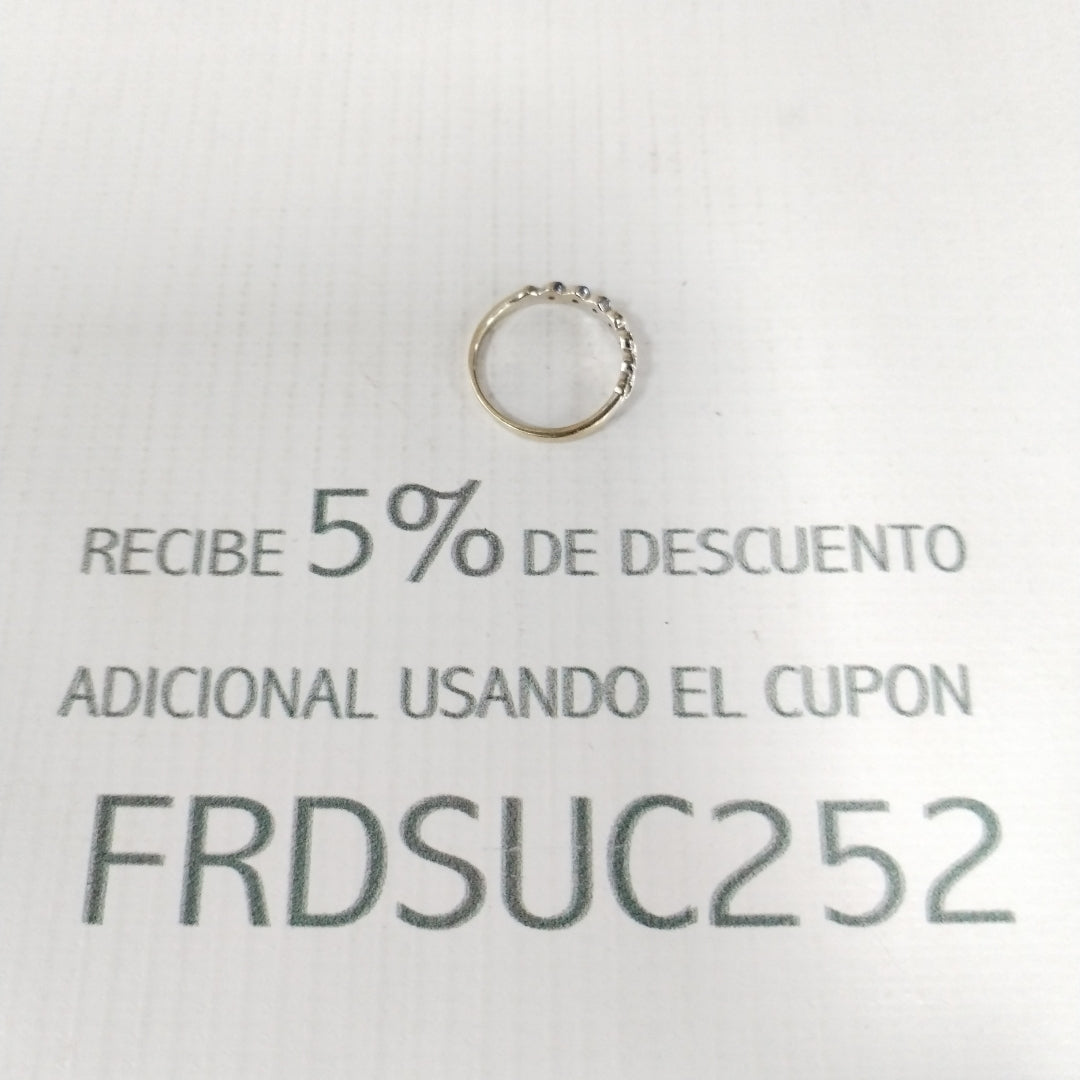 RECIBE 5% DE DESCUENTO
ADICIONAL USANDO EL CUPON
FRDSUC252